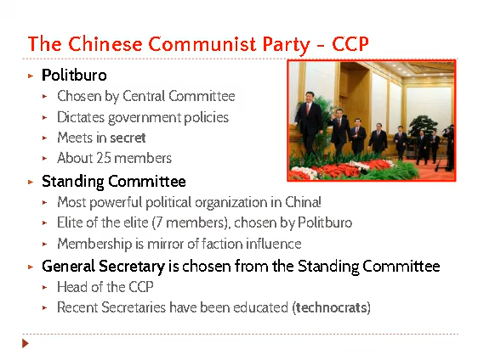 The Chinese Communist Party – CCP
Politburo
Chosen by Central Committee
Dictates government policies
Meets in secret
About 25 members
Standing Committee
Most powerful political organization in China!
Elite of the elite (7 members), chosen by Politburo
Membership is mirror of faction influence
General Secretary is chosen from the Standing Committee
Head of the CCP
Recent Secretaries have been educated (technocrats)